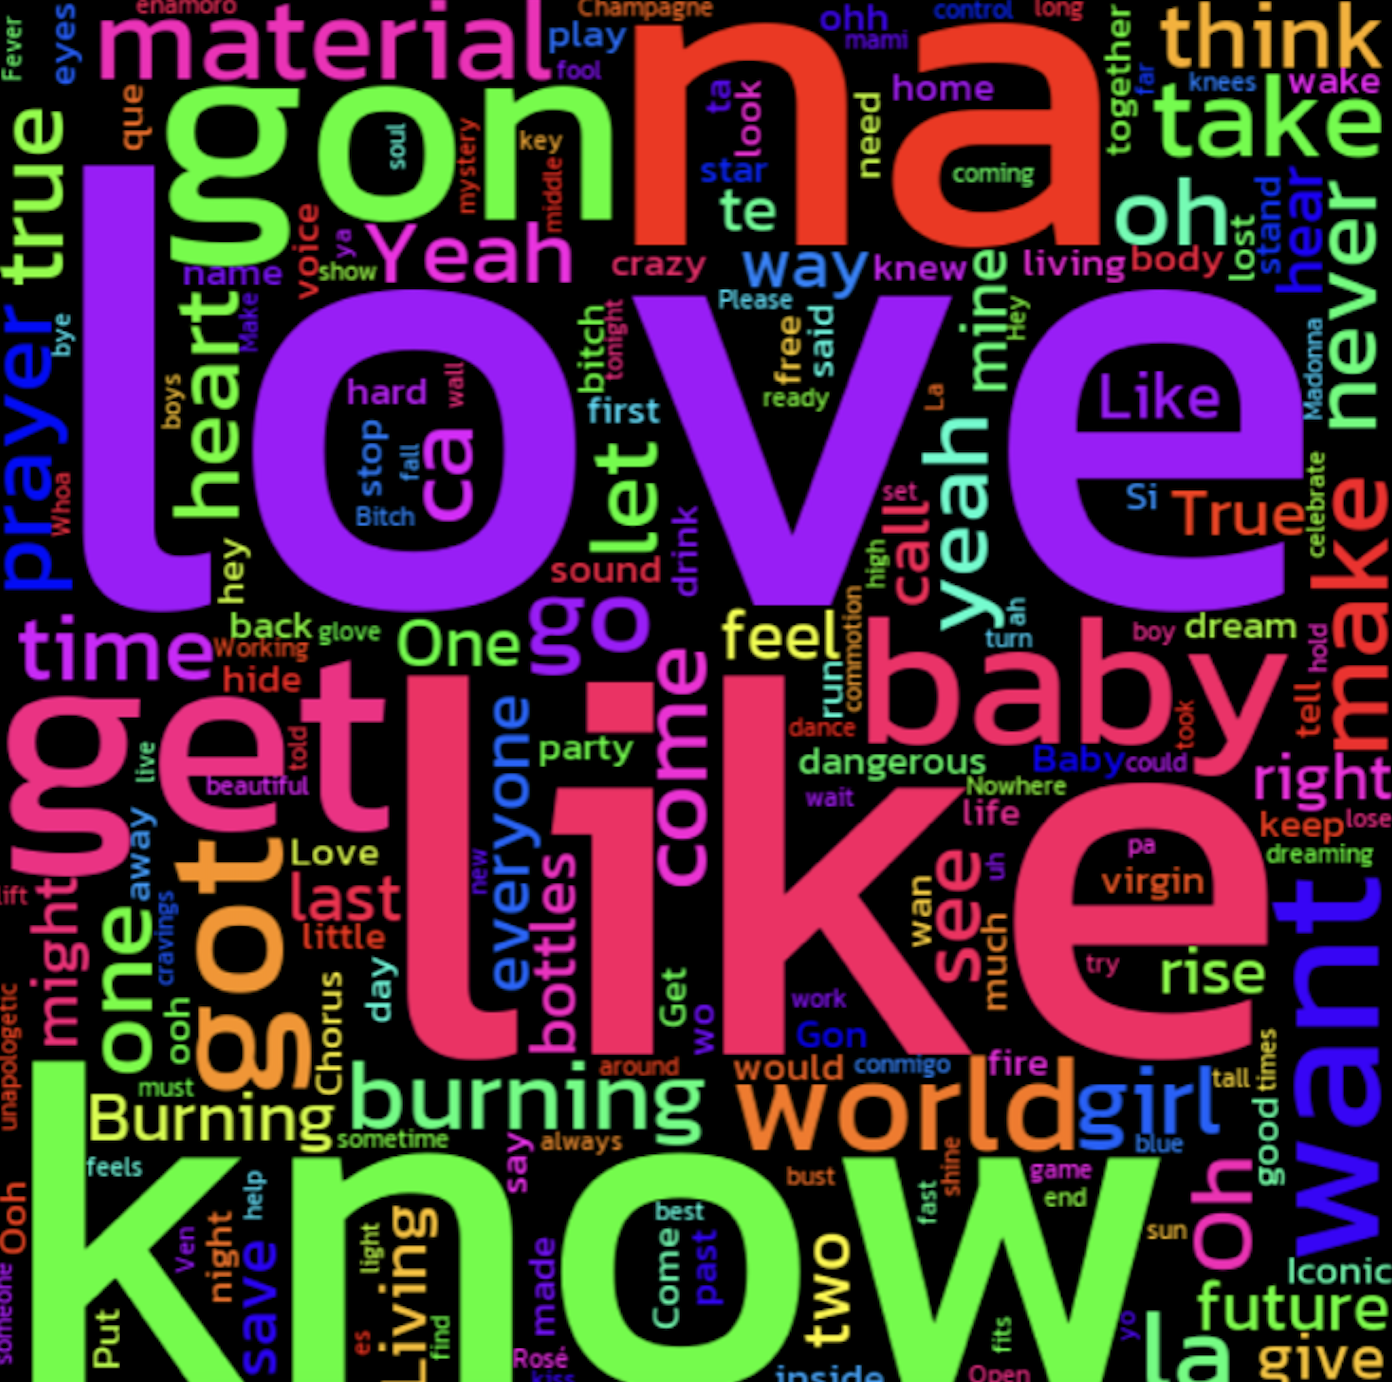 enamoro
Champagne
ohh
control
long
Fever
eyes
material
play
mami
together
think
fool
na
far
knees
wake
que
gon
ta
look
need
home
take
true
soul
mystery
key
middle
star
coming
te
oh
stand
hear
never
voice
ya
Yeah
crazy
way
knew
mine
living
body
lost
name
show
Make
Please
Hey
prayer
bye
heart
love
bitch
tonight
free
said
Madonna
boys
hard
wall
ready
La
Like
first
stop
fall
ca
let
yeah
Whoa
Bitch
set
call
Si
True
celebrate
make
hey
sound
drink
high
time
back
glove
One
go
feel
commotion
ah
turn
boy
dream
hold
Working
hide
come
run
baby
tell
get
told
like
everyone
party
dance
took
live
beautiful
dangerous
Baby
could
right
wait
Nowhere
life
keep
lose
away
got
Love
new
bottles
pa
dreaming
lift
might
last
wan
see
uh
virgin
want
one
cravings
little
much
try
rise
unapologetic
ooh
Chorus
day
Get
wo
work
Gon
must
around
would
conmigo
fire
tall
times
Burning
burning
world
girl
good
sometime
always
say
shine
blue
know
feels
help
bust
fast
game
end
Oh
Ooh
Ven
night
save
light
Living
best
Come
past
two
sun
Iconic
someone
Put
es
find
made
fits
yo
future
Rosé
kiss
inside
Open
la
give